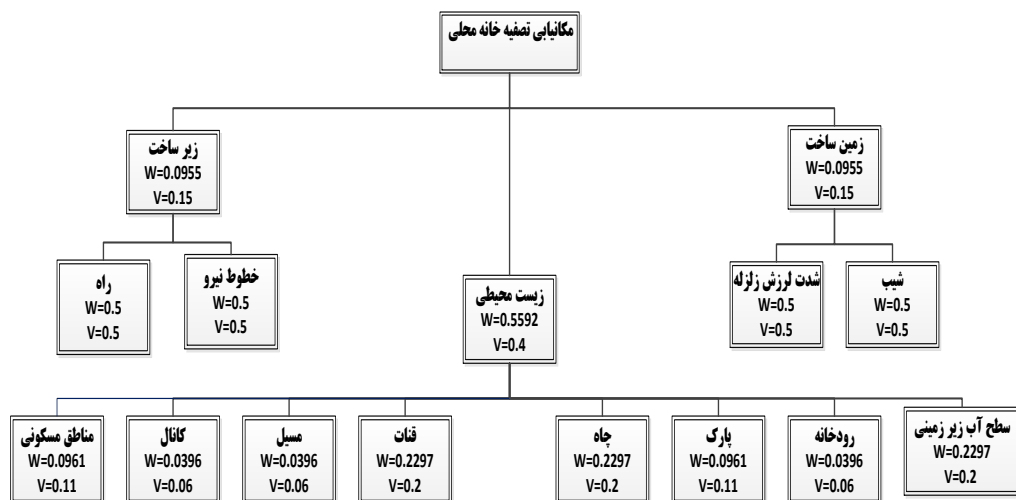 مکانیابی تصفیه خانه محلی
زیر ساخت
W=0.0955
V=0.15
زمین ساخت
W=0.0955
V=0.15
راه
W=0.5
V=0.5
خطوط نیرو
W=0.5
V=0.5
زیست محیطی
W=0.5592
V=0.4
شدت لرزش زلزله
W=0.5
V=0.5
شیب
W=0.5
V=0.5
مناطق مسکونی
W=0.0961
V=0.11
کانال
W=0.0396
V=0.06
مسیل
W=0.0396
V=0.06
قنات
W=0.2297
V=0.2
چاه
W=0.2297
V=0.2
پارک
W=0.0961
V=0.11
رودخانه
W=0.0396
V=0.06
سطح آب زیر زمینی
W=0.2297
V=0.2